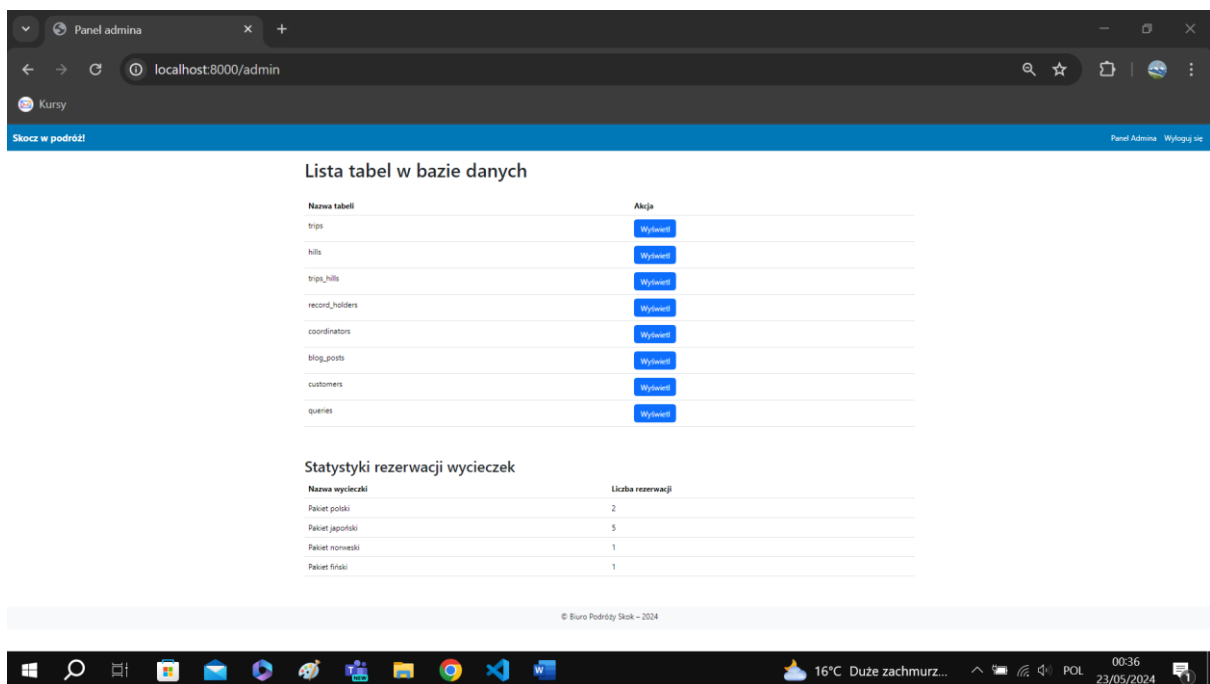 Panel admina
localhost:8000/admin
Kursy
Skocz w podróż!
Panel Admina Wyloguj się
Lista tabel w bazie danych
Nazwa tabeli Akcja
trips Wyświetl
hills Wyświetl
trips_hills Wyświetl
record_holders Wyświetl
coordinators Wyświetl
blog_posts Wyświetl
customers Wyświetl
queries Wyświetl
Statystyki rezerwacji wycieczek
Nazwa wycieczki Liczba rezerwacji
Pakiet polski 2
Pakiet japoński 5
Pakiet norweski 1
Pakiet fiński 1
© Biuro Podróży Skok – 2024
16°C Duże zachmurz... POL 00:36
23/05/2024